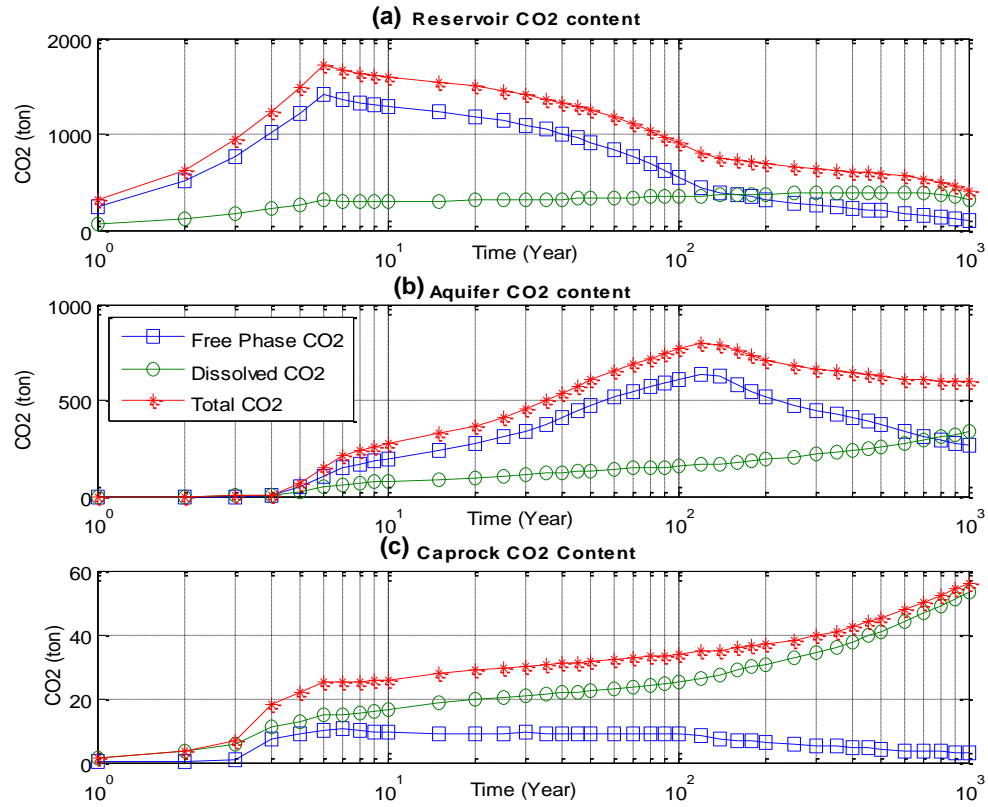 (a) Reservoir CO2 content
2000
1000
0
CO2 (ton)
10^0
10^1
10^2
10^3
Time (Year)
(b) Aquifer CO2 content
1000
500
0
CO2 (ton)
Free Phase CO2
Dissolved CO2
Total CO2
10^0
10^1
10^2
10^3
Time (Year)
(c) Caprock CO2 Content
60
40
20
0
CO2 (ton)
10^0
10^1
10^2
10^3
Time (Year)